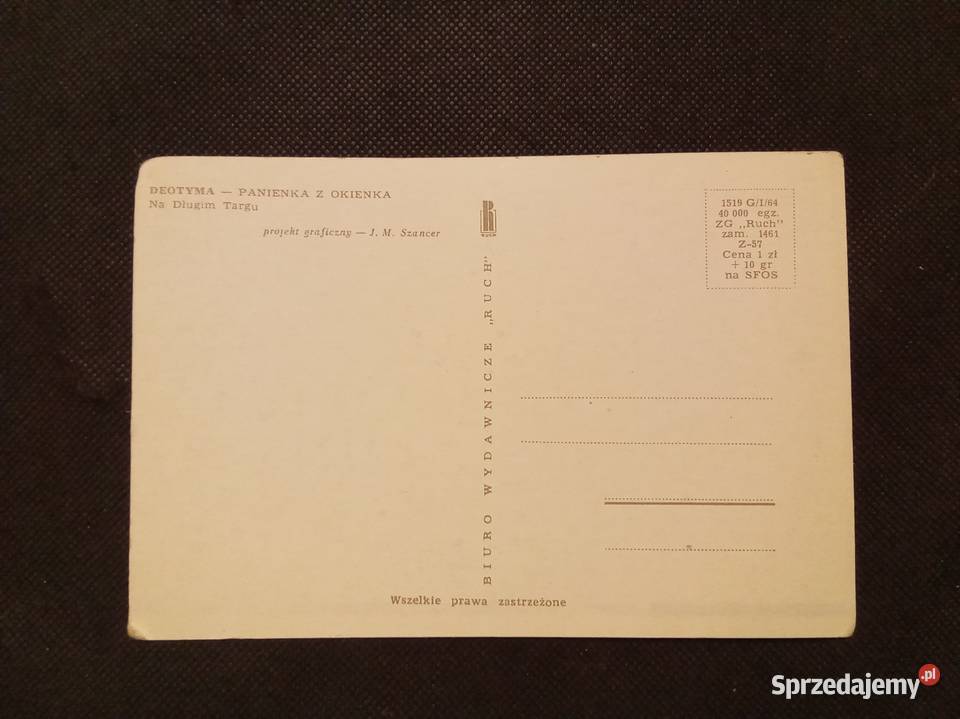 DEOTYMA — PANIENKA Z OKIENKA
Na Długim Targu
projekt graficzny — J. M. Szancer
RUCH
BIURO WYDAWNICZE „RUCH"
1519 G/I/64
40 000 egz.
ZG „Ruch"
zam. 1461
Z-57
Cena 1 zł
+ 10 gr
na SFOS
Wszelkie prawa zastrzeżone
Sprzedajemy.pl